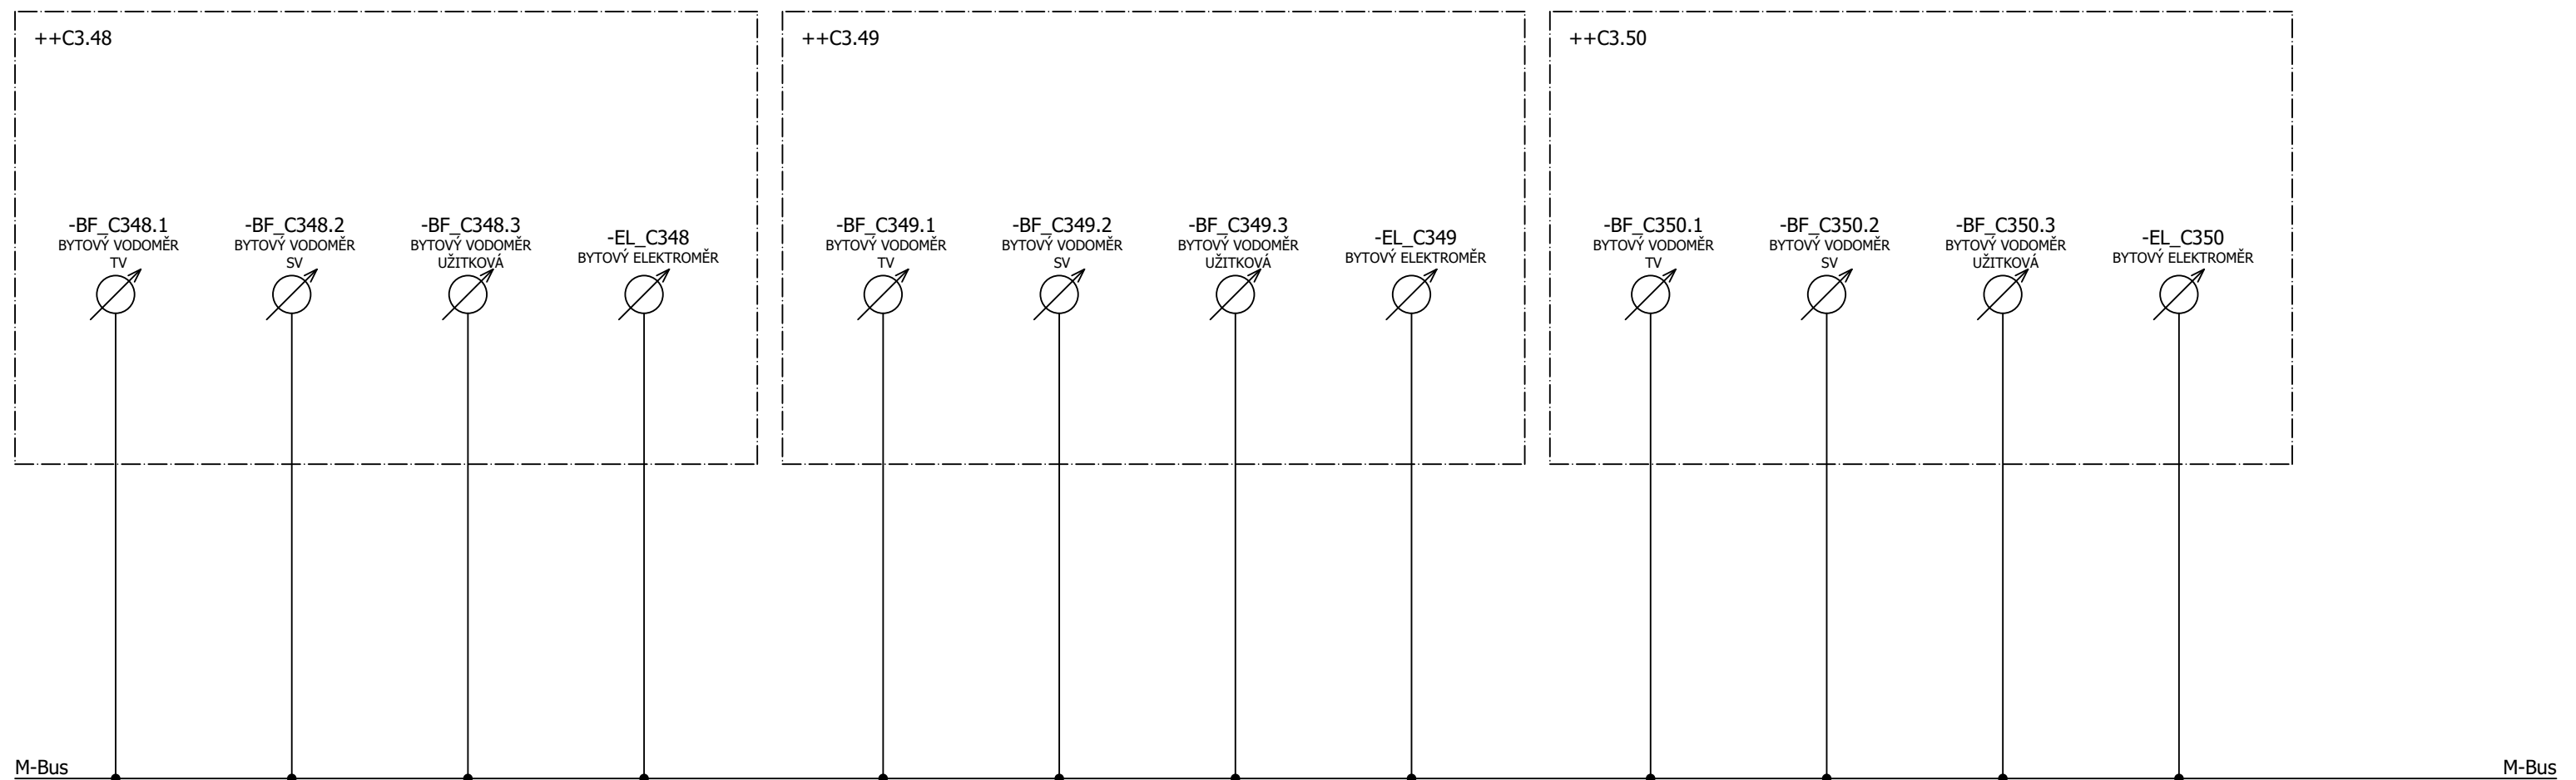 ++C3.48
++C3.49
++C3.50
-BF_C348.1
BYTOVÝ VODOMĚR
TV
-BF_C348.2
BYTOVÝ VODOMĚR
SV
-BF_C348.3
BYTOVÝ VODOMĚR
UŽITKOVÁ
-EL_C348
BYTOVÝ ELEKTROMĚR
-BF_C349.1
BYTOVÝ VODOMĚR
TV
-BF_C349.2
BYTOVÝ VODOMĚR
SV
-BF_C349.3
BYTOVÝ VODOMĚR
UŽITKOVÁ
-EL_C349
BYTOVÝ ELEKTROMĚR
-BF_C350.1
BYTOVÝ VODOMĚR
TV
-BF_C350.2
BYTOVÝ VODOMĚR
SV
-BF_C350.3
BYTOVÝ VODOMĚR
UŽITKOVÁ
-EL_C350
BYTOVÝ ELEKTROMĚR
M-Bus
M-Bus